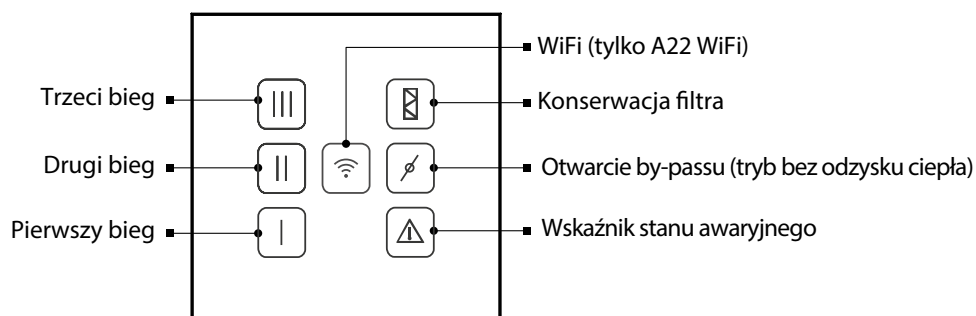 WiFi (tylko A22 WiFi)
Trzeci bieg
Konserwacja filtra
Drugi bieg
Otwarcie by-passu (tryb bez odzysku ciepła)
Pierwszy bieg
Wskaźnik stanu awaryjnego